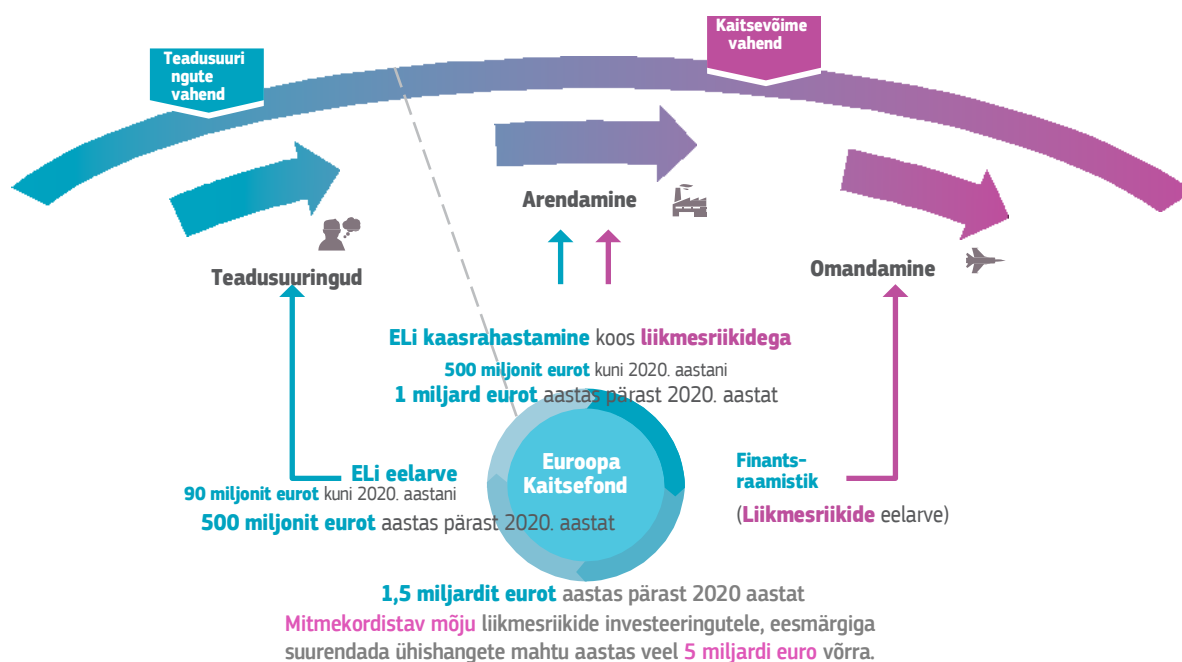 Teadusuuri
ngute
vahend
Kaitsevõime
vahend
Arendamine
Teadusuuringud
Omandamine
ELi kaasrahastamine koos liikmesriikidega
500 miljonit eurot kuni 2020. aastani
1 miljard eurot aastas pärast 2020. aastat
ELi eelarve
90 miljonit eurot kuni 2020. aastani
500 miljonit eurot aastas pärast 2020. aastat
Euroopa
Kaitsefond
Finants-
raamistik
(Liikmesriikide eelarve)
1,5 miljardit eurot aastas pärast 2020 aastat
Mitmekordistav mõju liikmesriikide investeeringutele, eesmärgiga
suurendada ühishangete mahtu aastas veel 5 miljardi euro võrra.